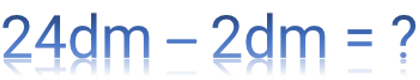 24dm – 2dm = ?